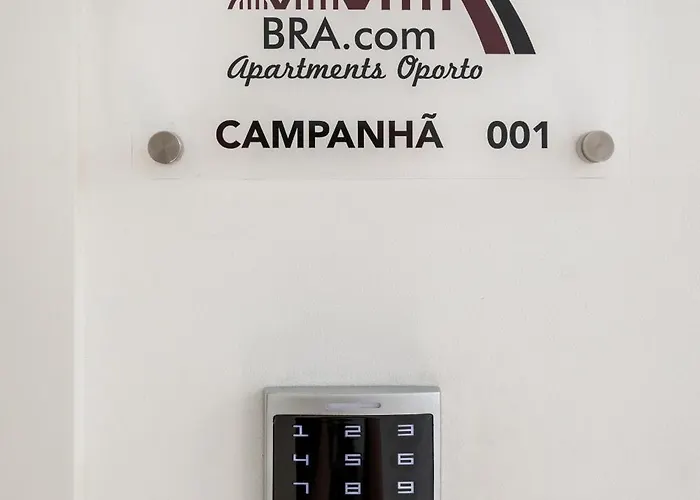 BRA.com
Apartments Oporto
CAMPANHÃ 001
1 2 3
4 5 6
7 8 9